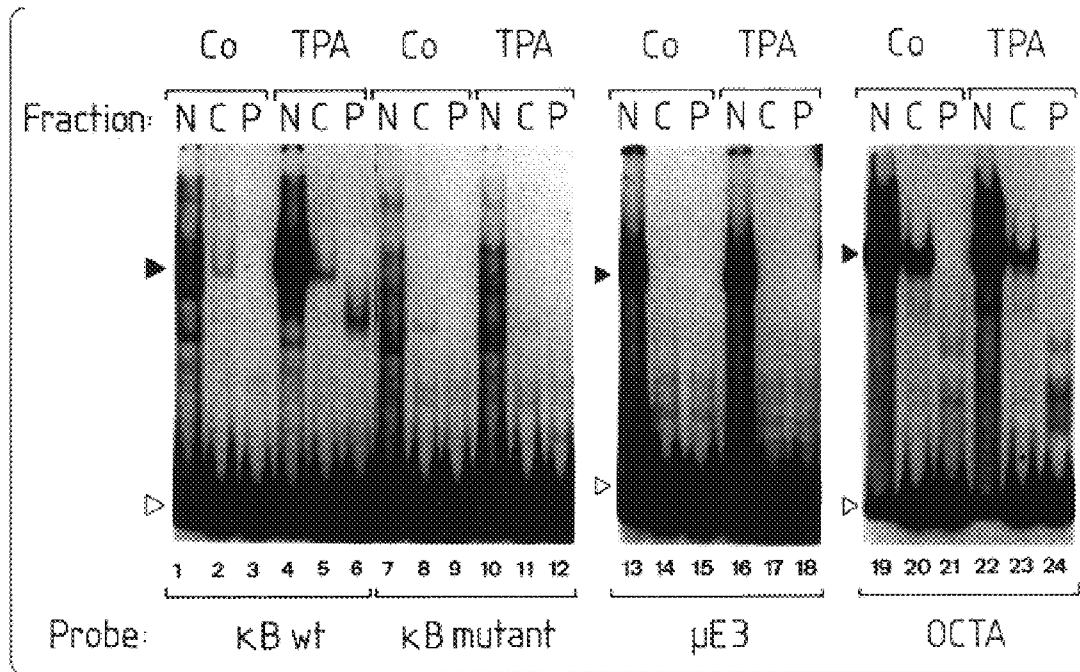 Co TPA Co TPA Co TPA Co TPA
Fraction: N C P N C P N C P N C P N C P N C P N C P N C P
1 2 3 4 5 6 7 8 9 10 11 12 13 14 15 16 17 18 19 20 21 22 23 24
Probe: κB wt κB mutant μE3 OCTA